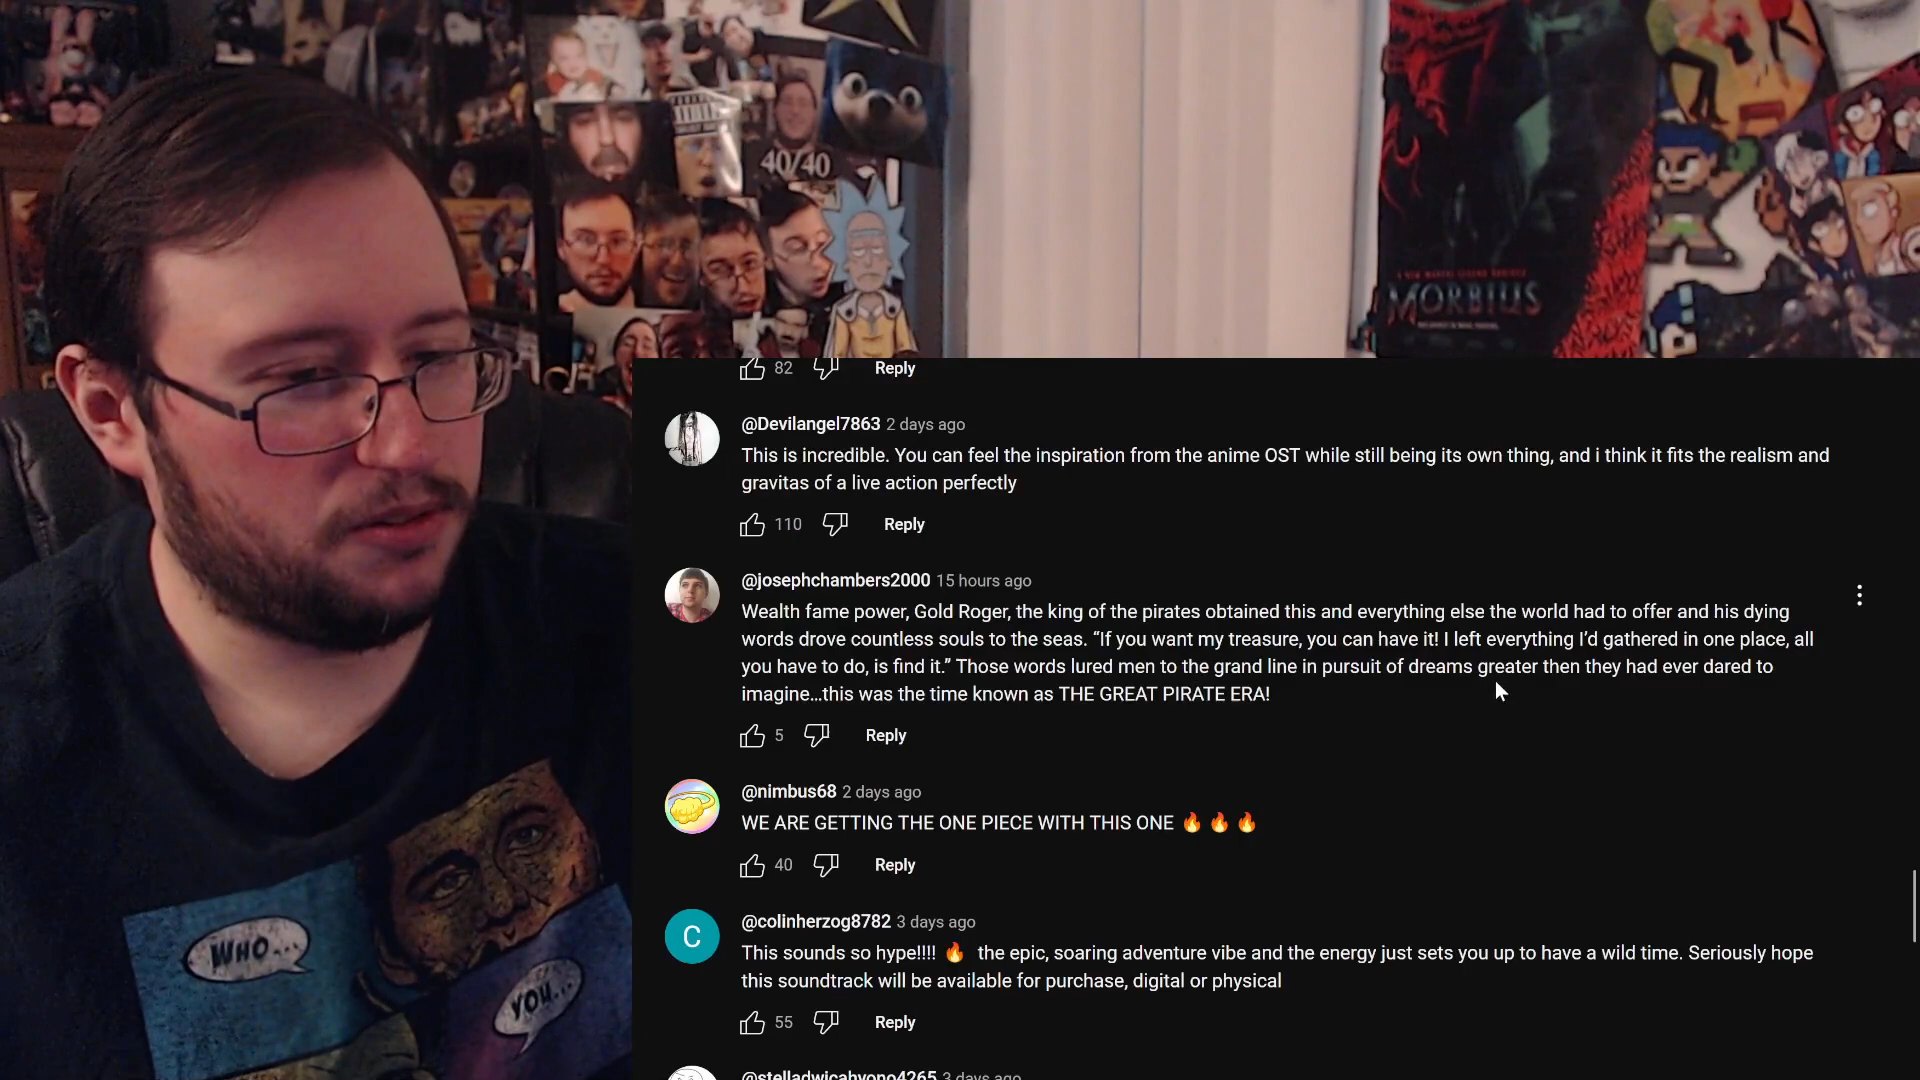 40/40
MORBIUS
82 Reply
@Devilangel7863 2 days ago
This is incredible. You can feel the inspiration from the anime OST while still being its own thing, and i think it fits the realism and
gravitas of a live action perfectly
110 Reply
@josephchambers2000 15 hours ago
Wealth fame power, Gold Roger, the king of the pirates obtained this and everything else the world had to offer and his dying
words drove countless souls to the seas. “If you want my treasure, you can have it! I left everything I’d gathered in one place, all
you have to do, is find it.” Those words lured men to the grand line in pursuit of dreams greater then they had ever dared to
imagine...this was the time known as THE GREAT PIRATE ERA!
5 Reply
@nimbus68 2 days ago
WE ARE GETTING THE ONE PIECE WITH THIS ONE 🔥 🔥 🔥
40 Reply
@colinherzog8782 3 days ago
C
This sounds so hype!!!! 🔥 the epic, soaring adventure vibe and the energy just sets you up to have a wild time. Seriously hope
this soundtrack will be available for purchase, digital or physical
55 Reply
@stelladwicahyono4265 3 days ago
WHO...
YOU...